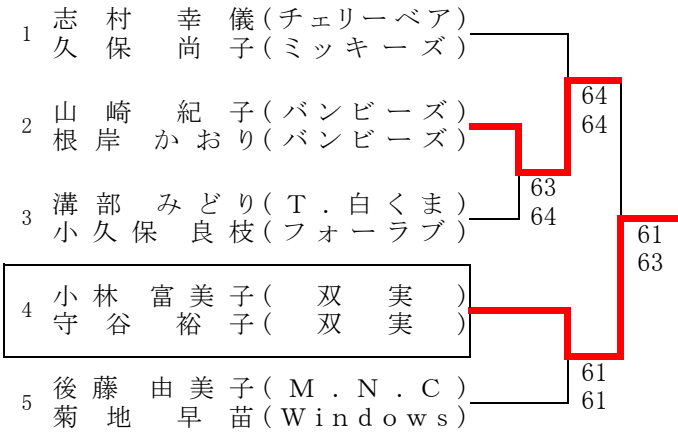 1 志村 幸儀(チェリーベア)
久保 尚子(ミッキーズ)
64
64
2 山崎 紀子(バンビーズ)
根岸 かおり(バンビーズ)
63
64
3 溝部 みどり(T.白くま)
小久保 良枝(フォーラブ)
61
63
4 小林 富美子(双実)
守谷 裕子(双実)
61
61
5 後藤 由美子(M.N.C)
菊地 早苗(Windows)